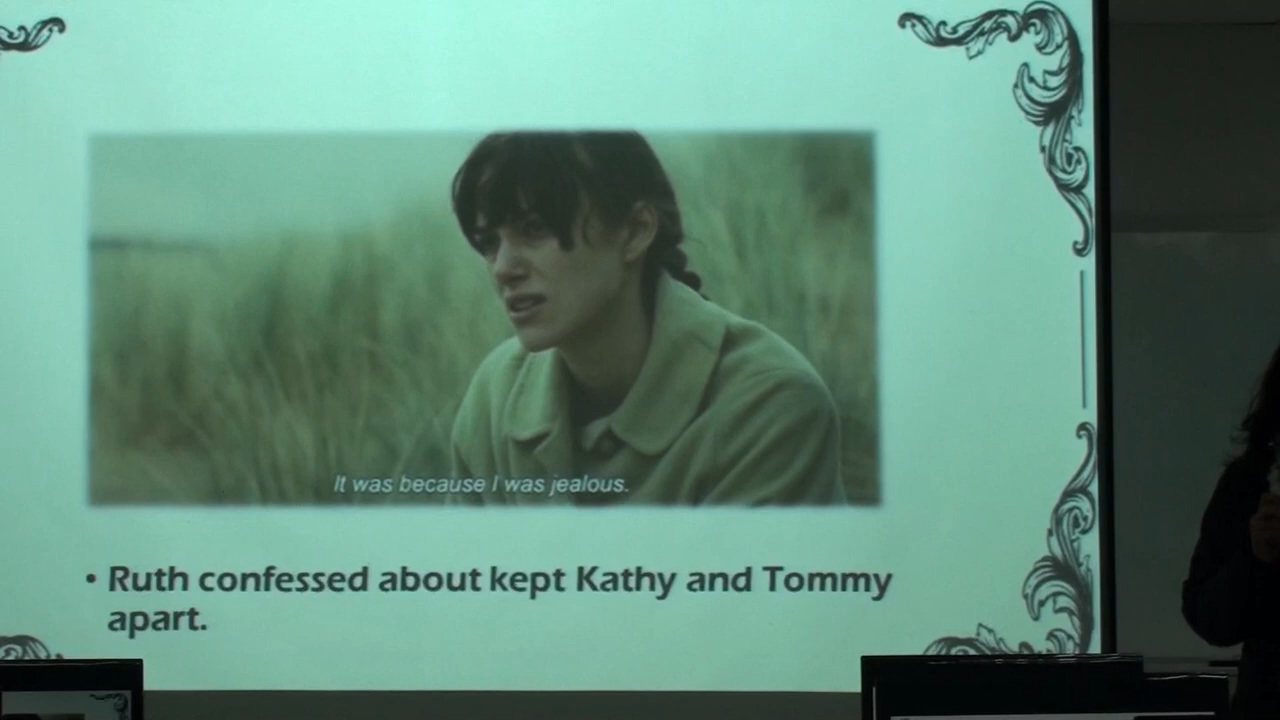 It was because I was jealous.
• Ruth confessed about kept Kathy and Tommy
apart.